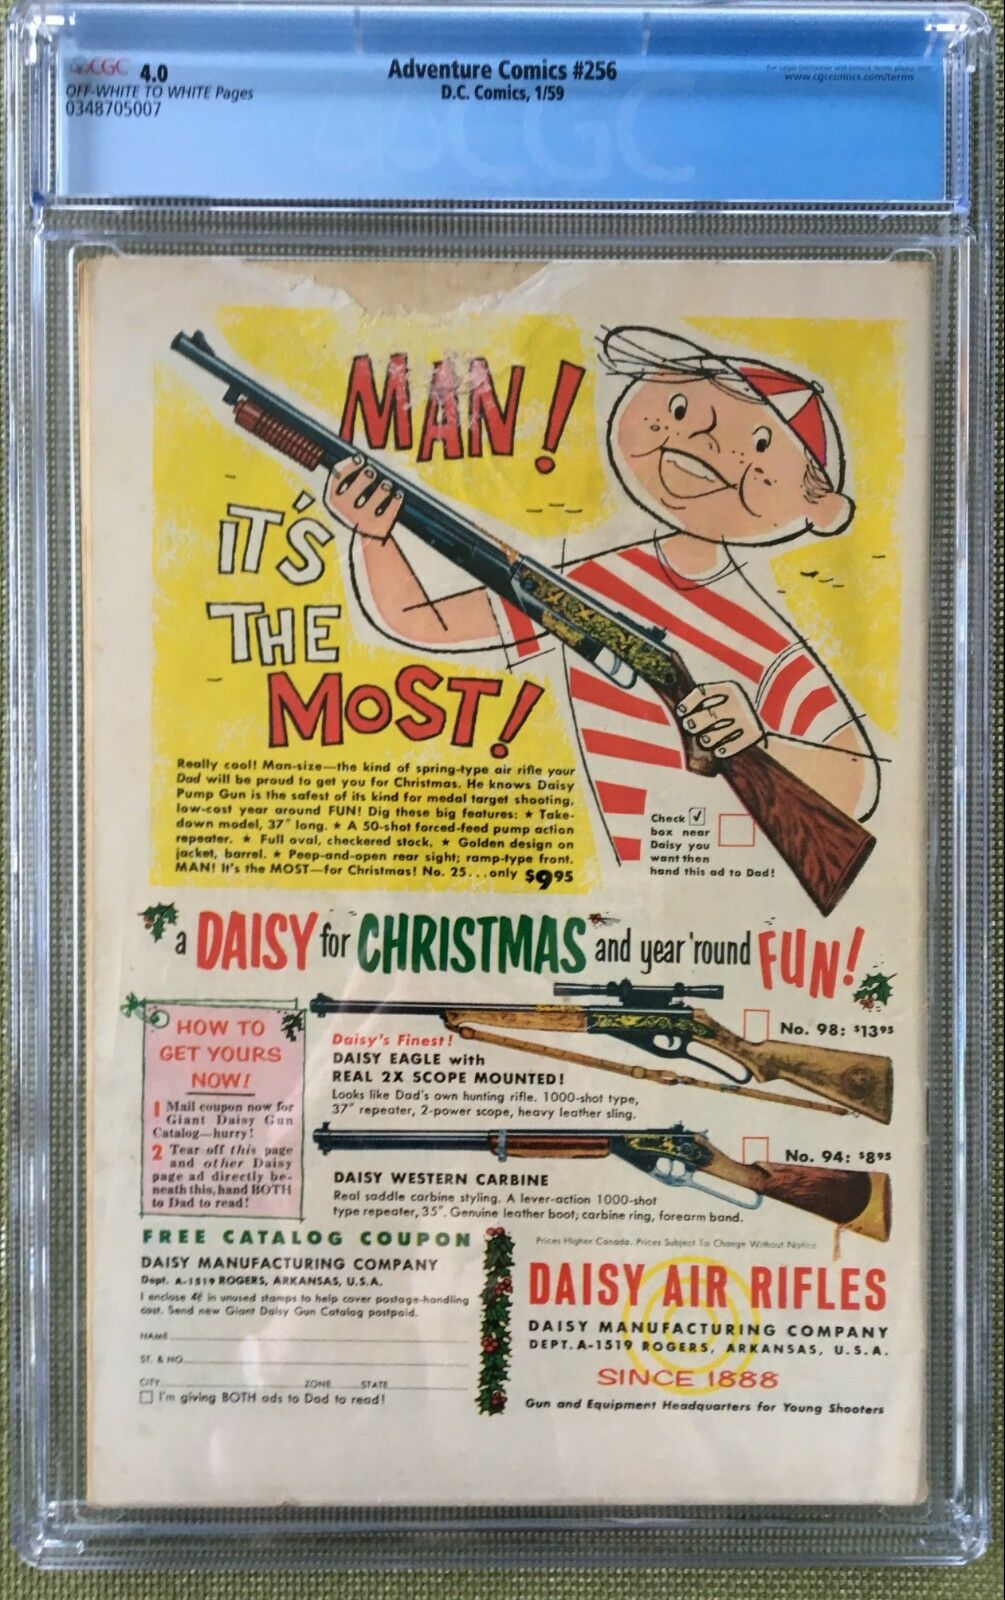 CGC 4.0
OFF-WHITE TO WHITE Pages
0348705007
Adventure Comics #256
D.C. Comics, 1/59
www.cgccomics.com/terms
CGC
MAN!
IT'S
THE
MOST!
Really cool! Man-size—the kind of spring-type air rifle your
Dad will be proud to get you for Christmas. He knows Daisy
Pump Gun is the safest of its kind for medal target shooting,
low-cost year around FUN! Dig these big features: ★ Take-
down model, 37" long. ★ A 50-shot forced-feed pump action
repeater. ★ Full oval, checkered stock. ★ Golden design on
jacket, barrel. ★ Peep-and-open rear sight; ramp-type front.
MAN! It's the MOST—for Christmas! No. 25...only $9.95
Check ☑
box near
Daisy you
want then
hand this ad to Dad!
a DAISY for CHRISTMAS and year 'round FUN!
HOW TO
GET YOURS
NOW!
1 Mail coupon now for
Giant Daisy Gun
Catalog—hurry!
2 Tear off this page
and other Daisy
page ad directly be-
neath this, hand BOTH
to Dad to read!
No. 98: $13.95
Daisy's Finest!
DAISY EAGLE with
REAL 2X SCOPE MOUNTED!
Looks like Dad's own hunting rifle. 1000-shot type,
37" repeater, 2-power scope, heavy leather sling.
No. 94: $8.95
DAISY WESTERN CARBINE
Real saddle carbine styling. A lever-action 1000-shot
type repeater, 35". Genuine leather boot; carbine ring, forearm band.
FREE CATALOG COUPON
DAISY MANUFACTURING COMPANY
Dept. A-1519 ROGERS, ARKANSAS, U.S.A.
I enclose 4¢ in unused stamps to help cover postage-handling
cost. Send new Giant Daisy Gun Catalog postpaid.
NAME
ST. & NO.
CITY ZONE STATE
☐ I'm giving BOTH ads to Dad to read!
Prices Higher Canada. Prices Subject To Change Without Notice
DAISY AIR RIFLES
DAISY MANUFACTURING COMPANY
DEPT. A-1519 ROGERS, ARKANSAS, U.S.A.
SINCE 1888
Gun and Equipment Headquarters for Young Shooters